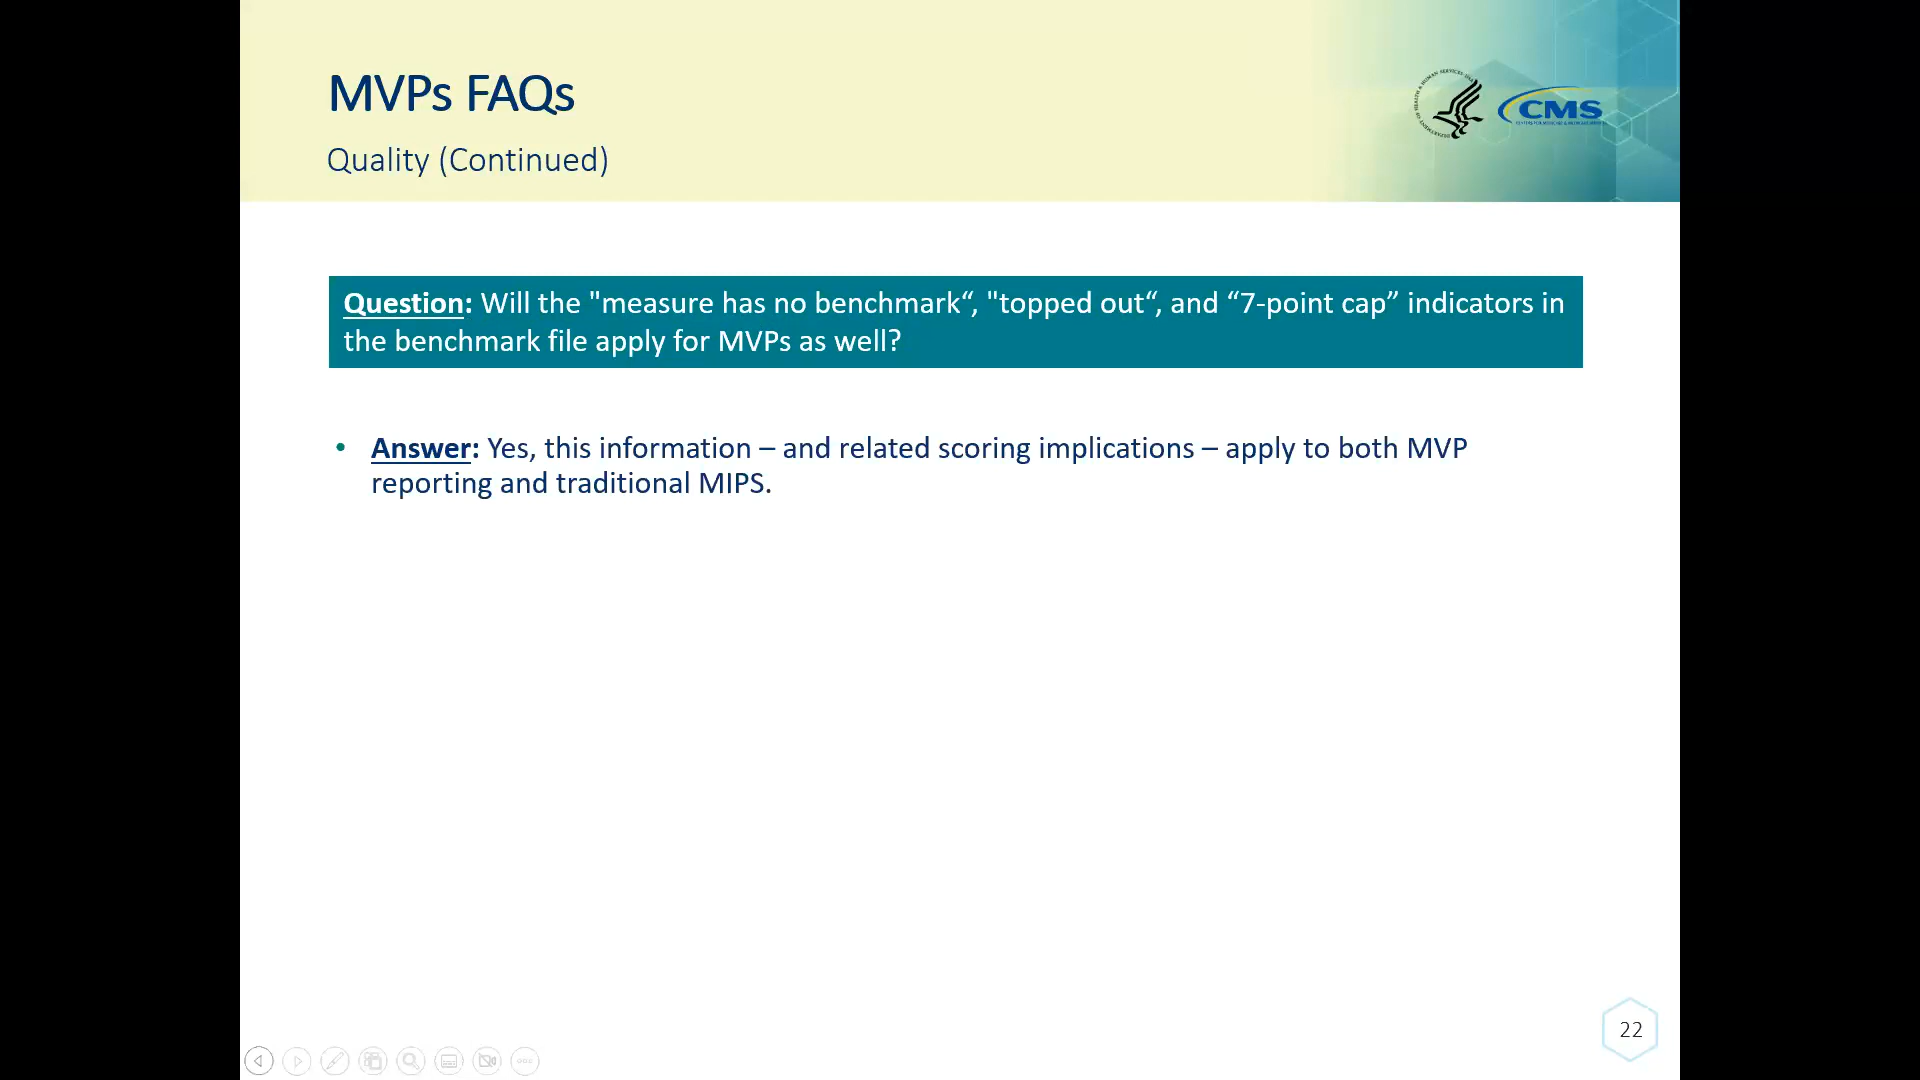 MVPs FAQs
Quality (Continued)
CMS
Question: Will the "measure has no benchmark“, "topped out“, and “7-point cap” indicators in
the benchmark file apply for MVPs as well?
• Answer: Yes, this information – and related scoring implications – apply to both MVP
reporting and traditional MIPS.
22